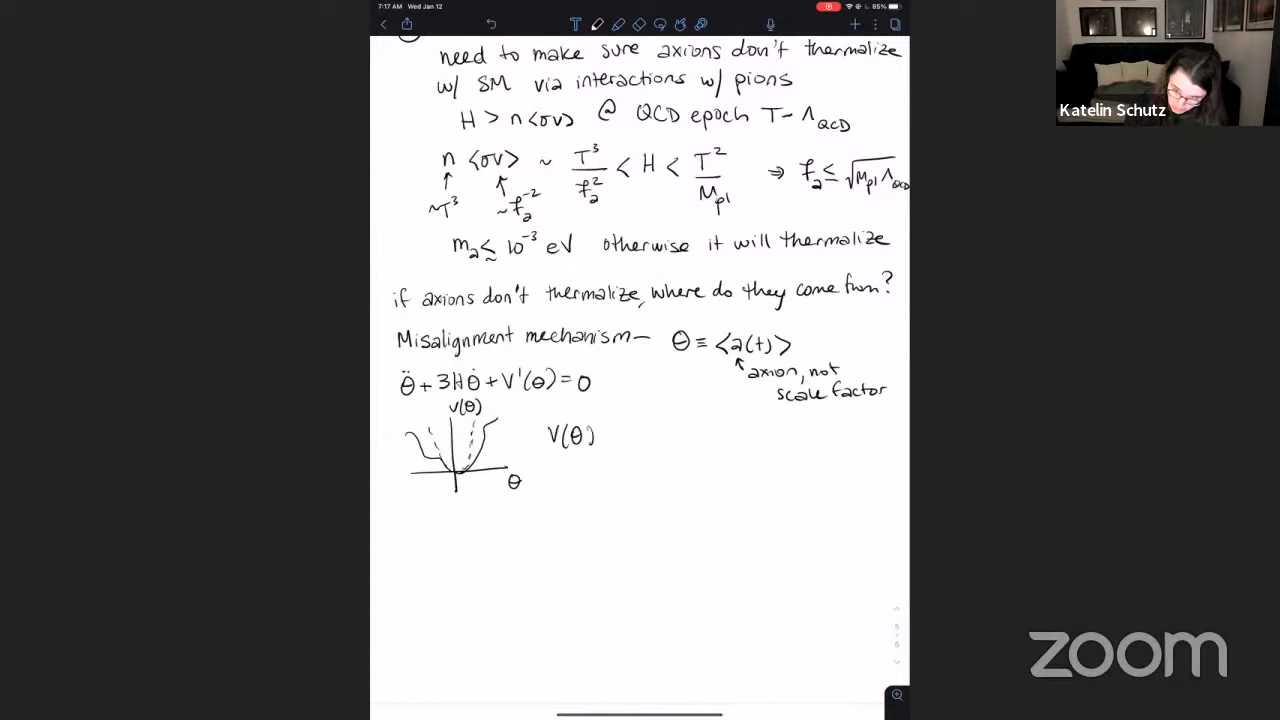 7:17 AM Wed Jan 12
85%
need to make sure axions don't thermalize
w/ SM via interactions w/ pions
H > n<σv> @ QCD epoch T~Λ_QCD
n <σv> ~ T³/f_a² < H < T²/M_pl ⇒ f_a ≤ √M_pl Λ_QCD
~T³ ~f_a⁻²
m_a ≲ 10⁻³ eV otherwise it will thermalize
if axions don't thermalize, where do they come from?
Misalignment mechanism— θ ≡ <a(t)>
axion, not
scale factor
θ̈ + 3Hθ̇ + V'(θ) = 0
V(θ)
V(θ)
θ
Katelin Schutz
zoom